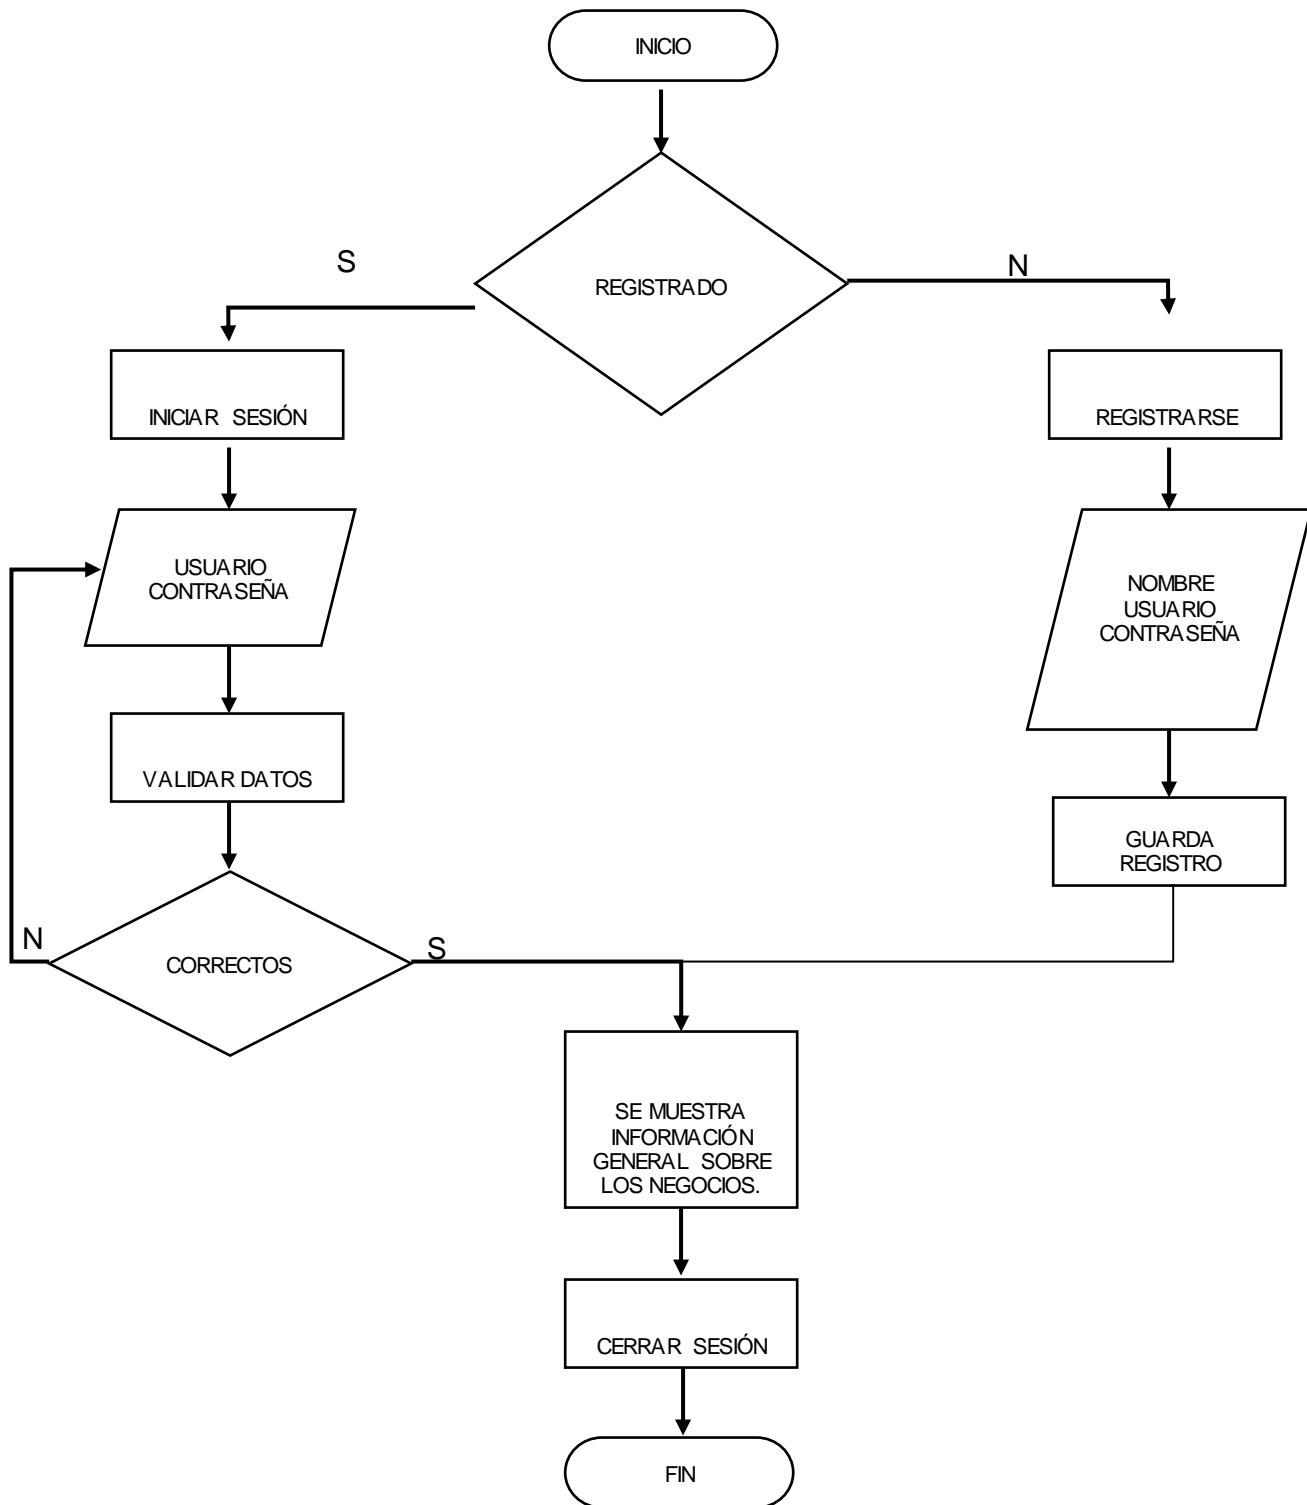 INICIO
S
N
REGISTRADO
INICIAR SESIÓN
REGISTRARSE
USUARIO
CONTRASEÑA
NOMBRE
USUARIO
CONTRASEÑA
VALIDAR DATOS
GUARDA
REGISTRO
N
S
CORRECTOS
SE MUESTRA
INFORMACIÓN
GENERAL SOBRE
LOS NEGOCIOS.
CERRAR SESIÓN
FIN